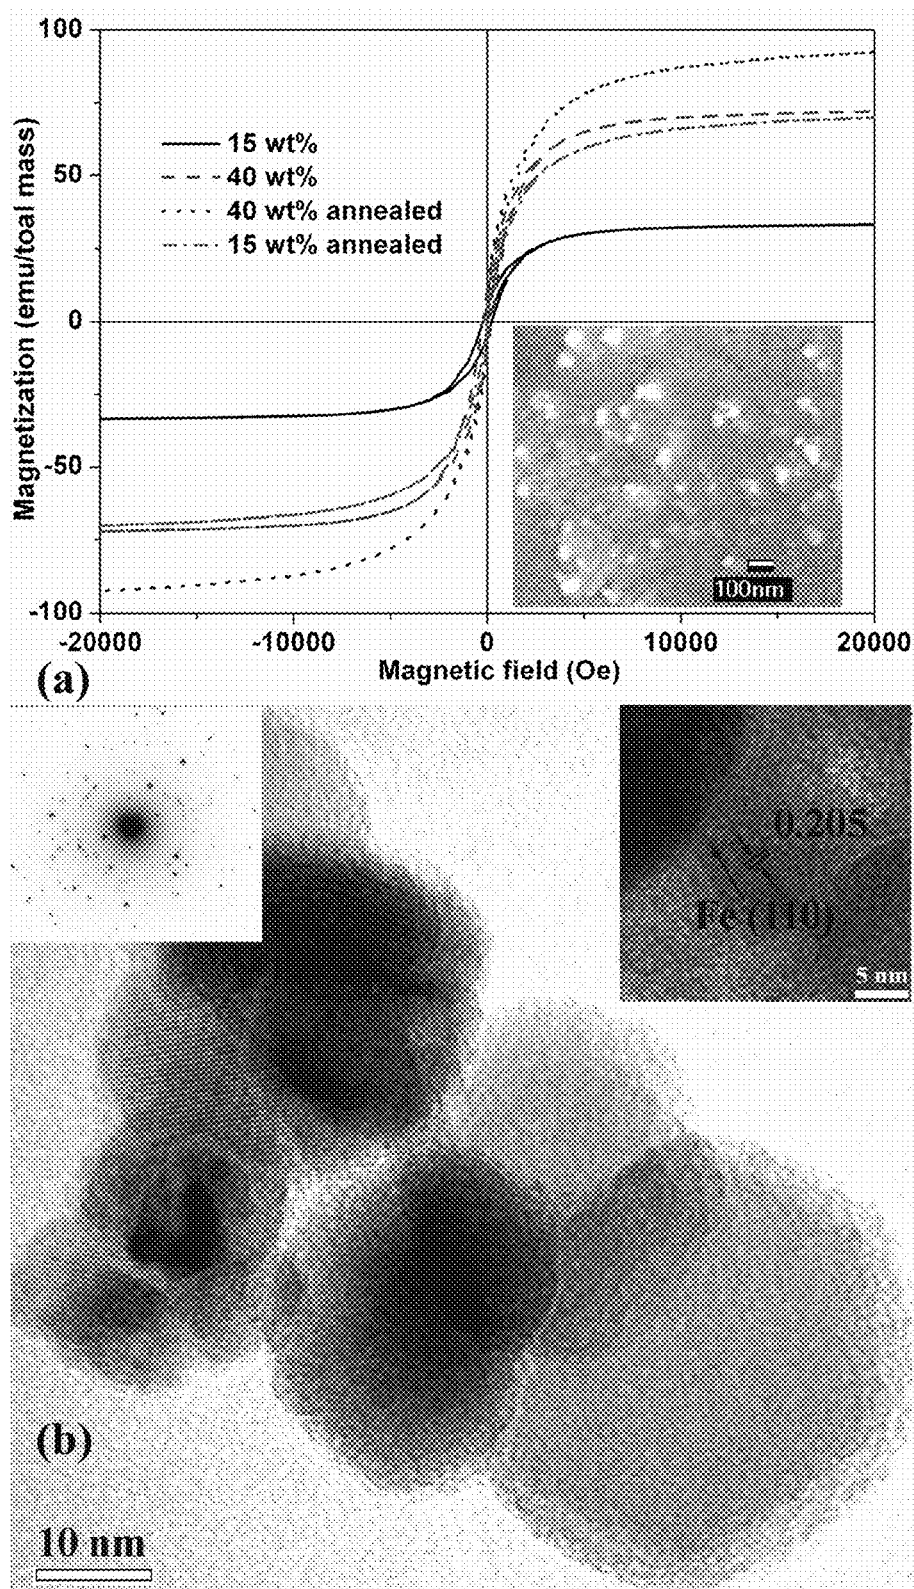 100
50
0
-50
-100
Magnetization (emu/toal mass)
15 wt%
40 wt%
40 wt% annealed
15 wt% annealed
100nm
-20000 -10000 0 10000 20000
Magnetic field (Oe)
(a)
0.205
Fe (110)
5 nm
(b)
10 nm